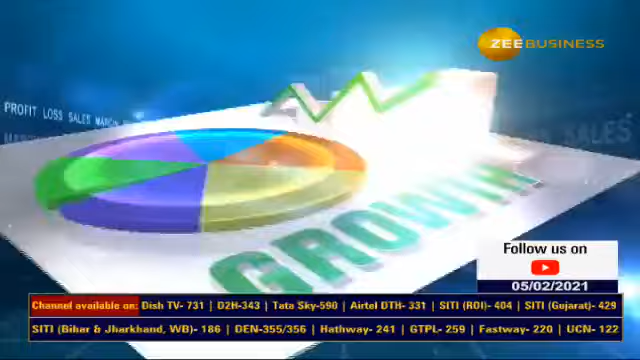 ZEE BUSINESS
PROFIT LOSS SALES MARGIN
SALES
GROWTH
Follow us on
05/02/2021
Channel available on: Dish TV- 731 | D2H-343 | Tata Sky-590 | Airtel DTH- 331 | SITI (ROI)- 404 | SITI (Gujarat)- 429
SITI (Bihar & Jharkhand, WB)- 186 | DEN-355/356 | Hathway- 241 | GTPL- 259 | Fastway- 220 | UCN- 122